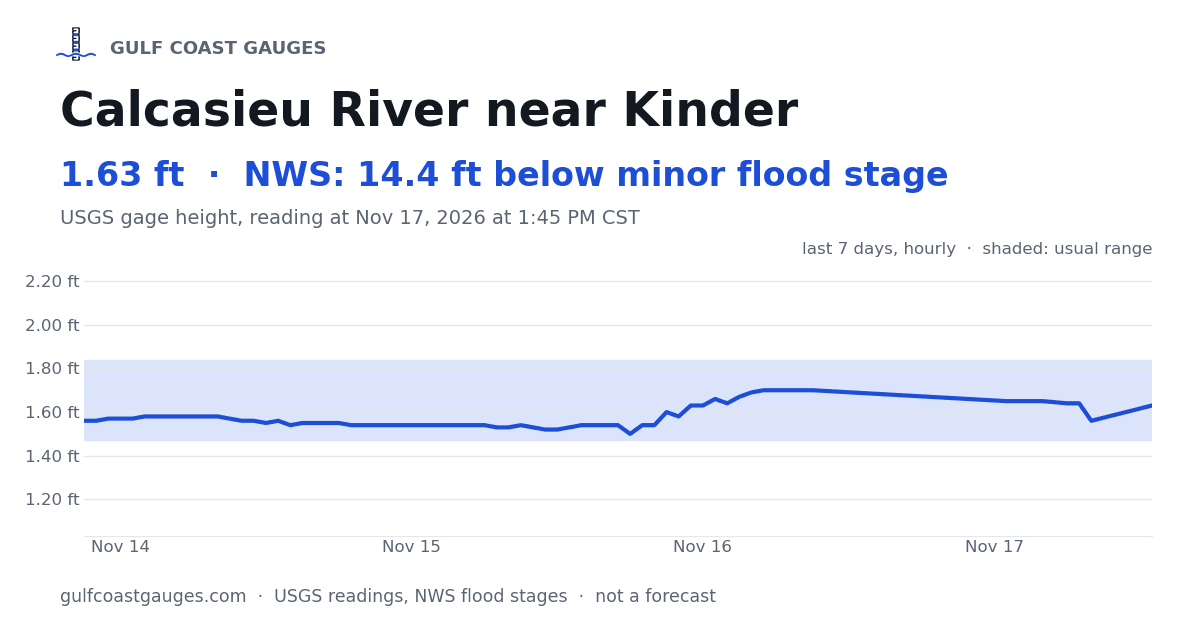 GULF COAST GAUGES
Calcasieu River near Kinder
1.63 ft · NWS: 14.4 ft below minor flood stage
USGS gage height, reading at Nov 17, 2026 at 1:45 PM CST
last 7 days, hourly · shaded: usual range
2.20 ft
2.00 ft
1.80 ft
1.60 ft
1.40 ft
1.20 ft
Nov 14 Nov 15 Nov 16 Nov 17
gulfcoastgauges.com · USGS readings, NWS flood stages · not a forecast